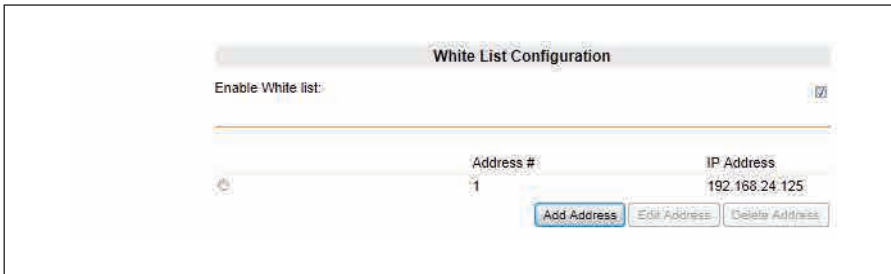 White List Configuration
Enable White list:
Address # IP Address
1 192.168.24.125
Add Address Edit Address Delete Address